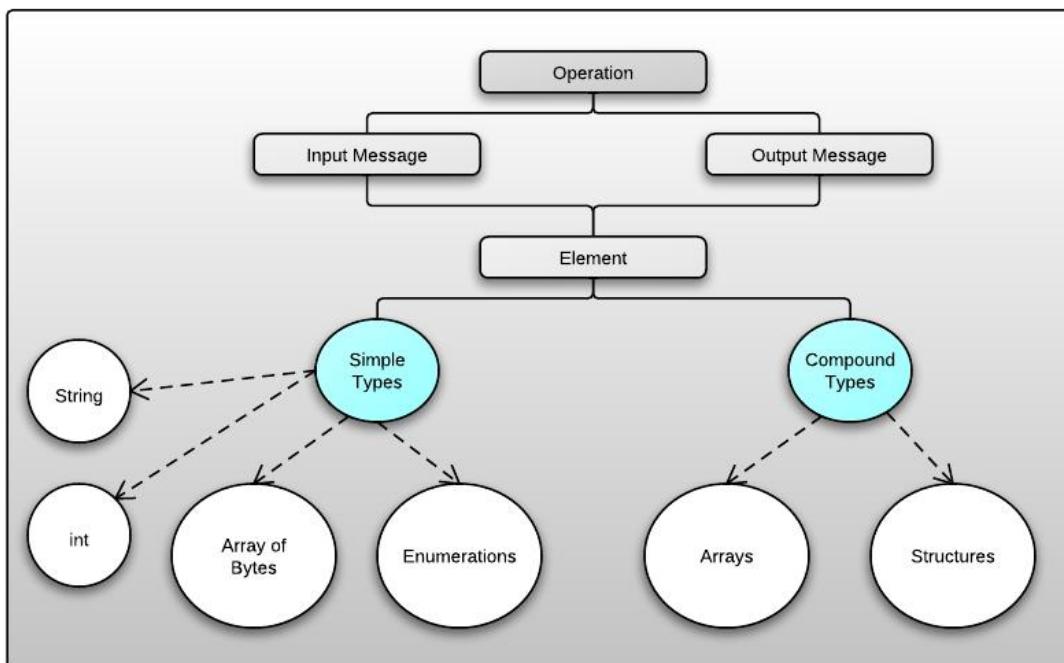 Operation
Input Message
Output Message
Element
Simple
Types
Compound
Types
String
int
Array of
Bytes
Enumerations
Arrays
Structures